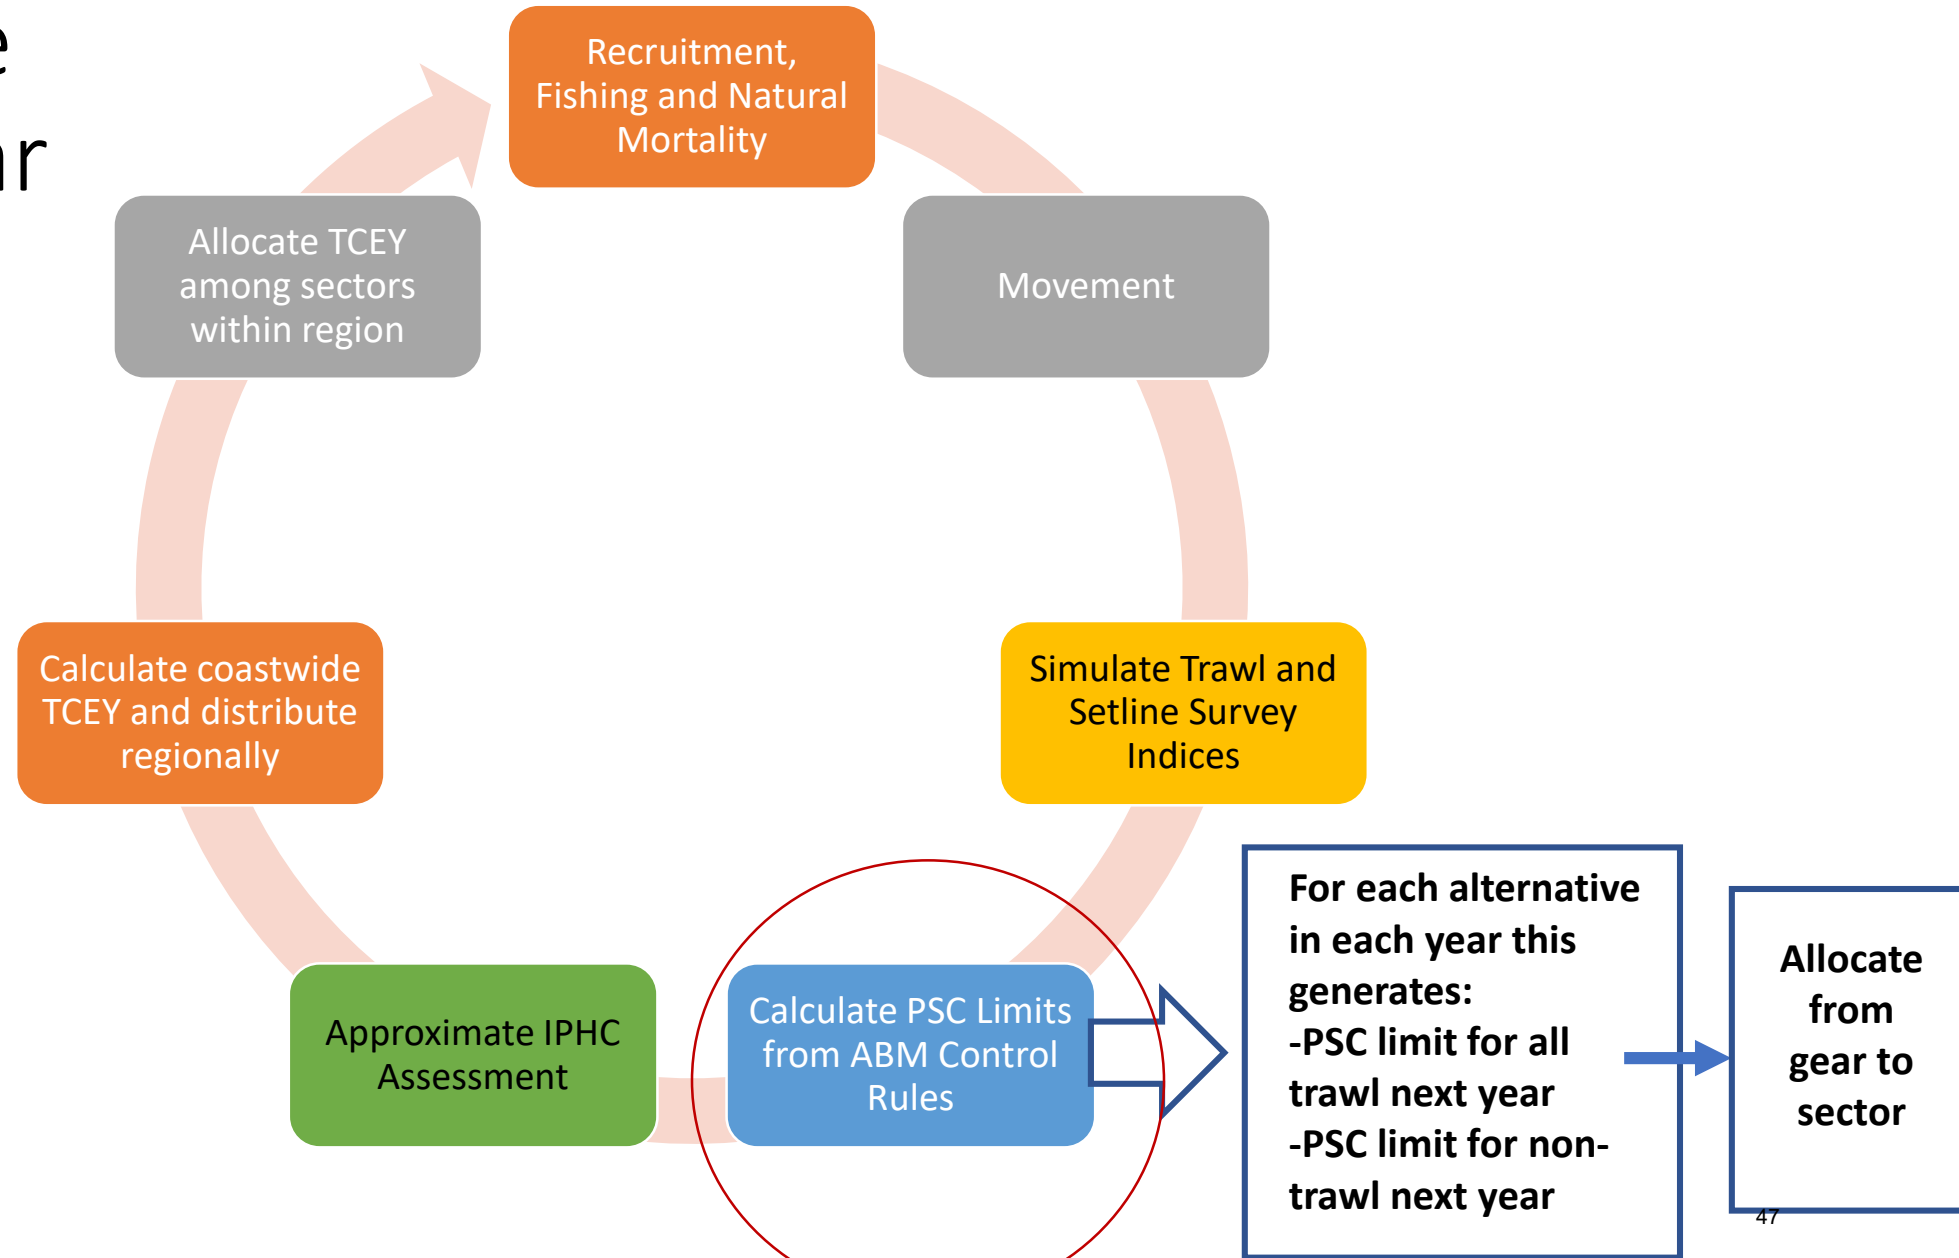 Recruitment,
Fishing and Natural
Mortality
Allocate TCEY
among sectors
within region
Movement
Calculate coastwide
TCEY and distribute
regionally
Simulate Trawl and
Setline Survey
Indices
Approximate IPHC
Assessment
Calculate PSC Limits
from ABM Control
Rules
For each alternative
in each year this
generates:
-PSC limit for all
trawl next year
-PSC limit for non-
trawl next year
Allocate
from
gear to
sector
47